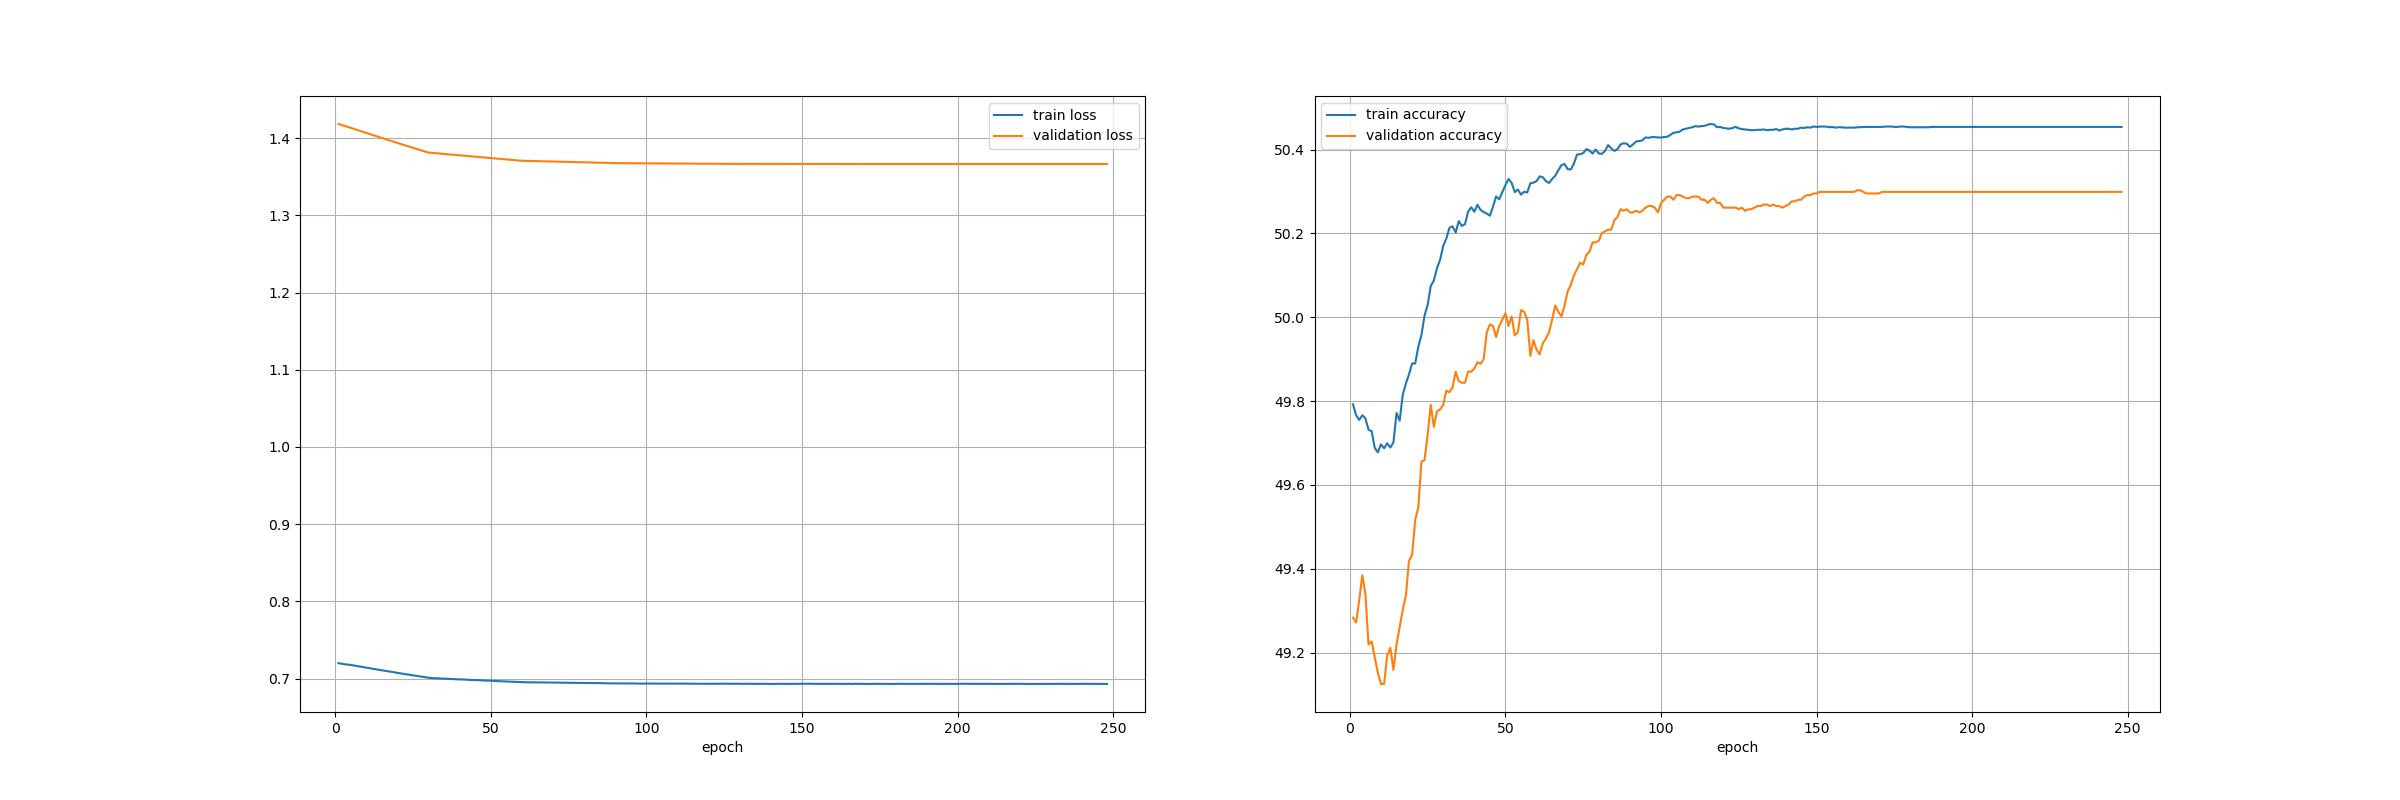 train loss
validation loss
1.4
1.3
1.2
1.1
1.0
0.9
0.8
0.7
0 50 100 150 200 250
epoch
train accuracy
validation accuracy
50.4
50.2
50.0
49.8
49.6
49.4
49.2
0 50 100 150 200 250
epoch